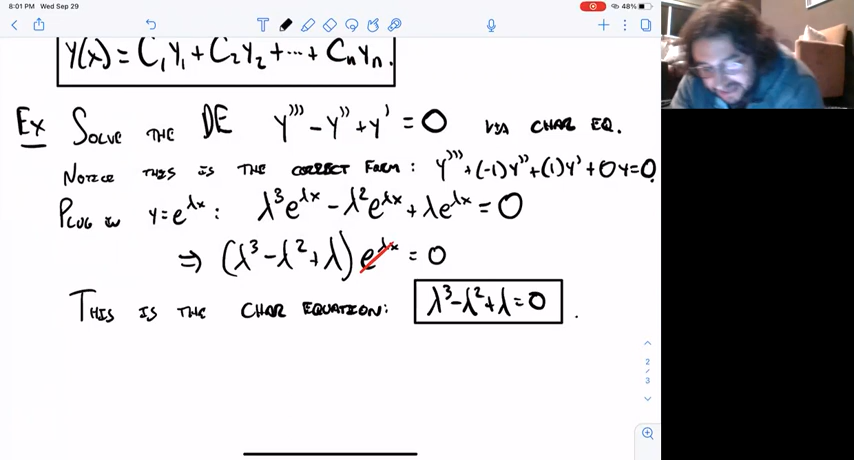 8:01 PM Wed Sep 29
48%
Y(x) = C₁Y₁ + C₂Y₂ + ⋯ + CₙYₙ.
Ex SOLVE THE DE y''' - y'' + y' = 0 VIA CHAR EQ.
NOTICE THIS IS THE CORRECT FORM: y''' + (-1)y'' + (1)y' + 0y = 0.
PLUG IN y = e^{λx}: λ³e^{λx} - λ²e^{λx} + λe^{λx} = 0
⇒ (λ³ - λ² + λ) e^{λx} = 0
THIS IS THE CHAR EQUATION: λ³ - λ² + λ = 0 .
2
/
3